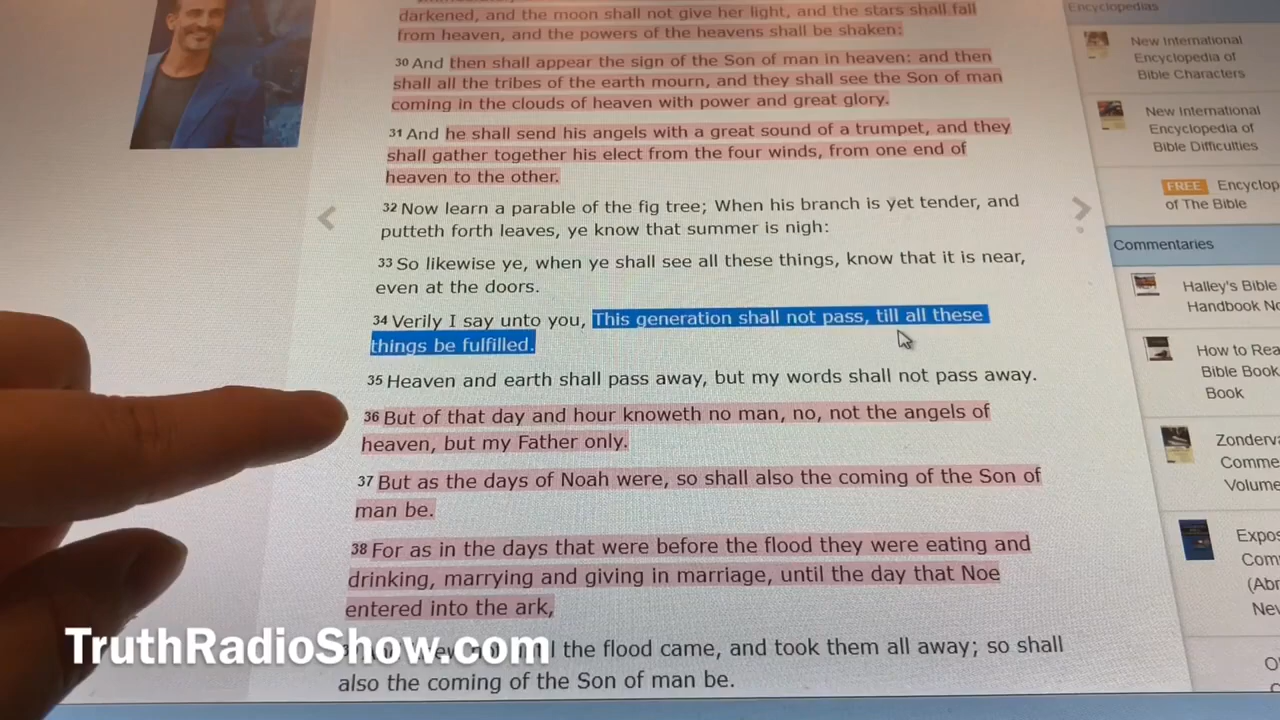 darkened, and the moon shall not give her light, and the stars shall fall
from heaven, and the powers of the heavens shall be shaken:
30 And then shall appear the sign of the Son of man in heaven: and then
shall all the tribes of the earth mourn, and they shall see the Son of man
coming in the clouds of heaven with power and great glory.
31 And he shall send his angels with a great sound of a trumpet, and they
shall gather together his elect from the four winds, from one end of
heaven to the other.
32 Now learn a parable of the fig tree; When his branch is yet tender, and
putteth forth leaves, ye know that summer is nigh:
33 So likewise ye, when ye shall see all these things, know that it is near,
even at the doors.
34 Verily I say unto you, This generation shall not pass, till all these
things be fulfilled.
35 Heaven and earth shall pass away, but my words shall not pass away.
36 But of that day and hour knoweth no man, no, not the angels of
heaven, but my Father only.
37 But as the days of Noah were, so shall also the coming of the Son of
man be.
38 For as in the days that were before the flood they were eating and
drinking, marrying and giving in marriage, until the day that Noe
entered into the ark,
the flood came, and took them all away; so shall
also the coming of the Son of man be.
TruthRadioShow.com
Encyclopedias
New International
Encyclopedia of
Bible Characters
New International
Encyclopedia of
Bible Difficulties
FREE Encyclop
of The Bible
Commentaries
Halley's Bible
Handbook
How to Rea
Bible Book
Book
Zonderva
Comme
Volume
Expos
Com
(Abr
Nev